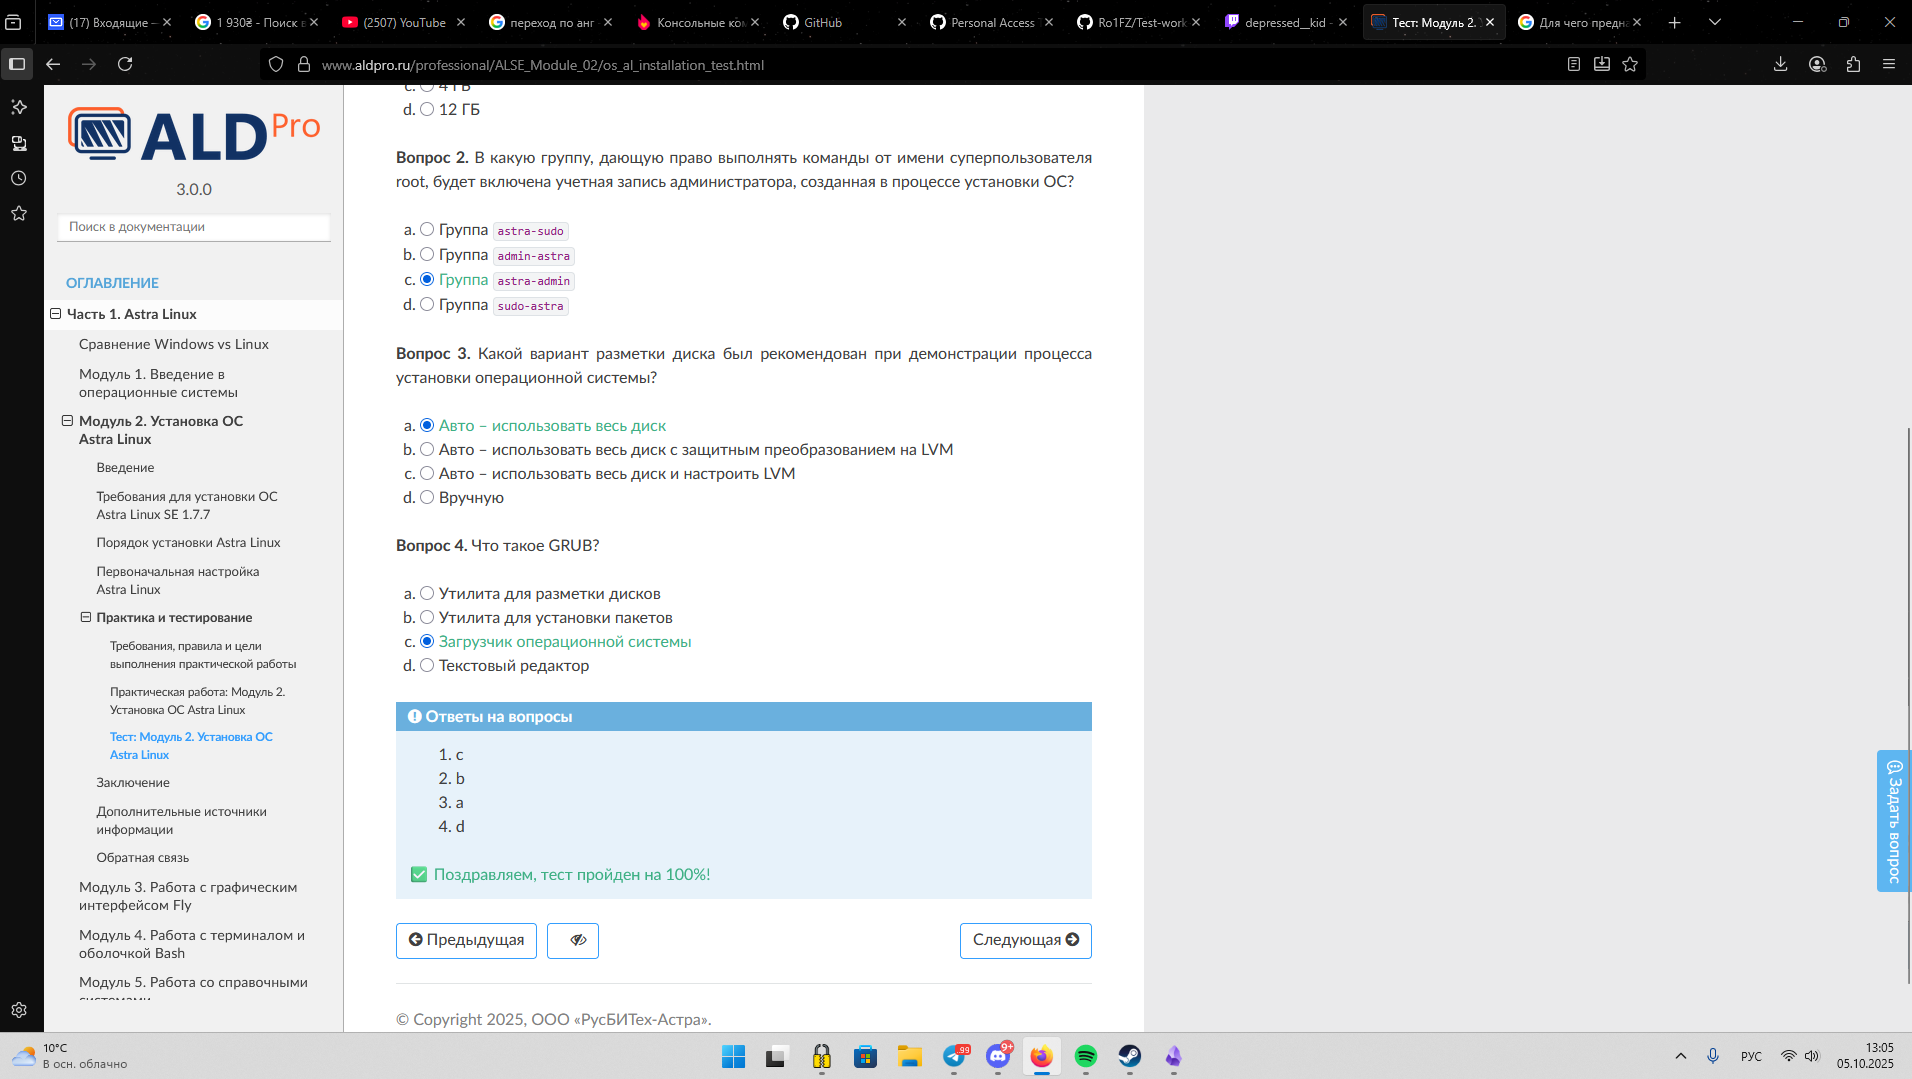 (17) Входящие –
1 930₴ - Поиск в
(2507) YouTube
переход по анг
Консольные ко
GitHub
Personal Access
Ro1FZ/Test-work
depressed__kid -
Тест: Модуль 2.
Для чего предна
www.aldpro.ru/professional/ALSE_Module_02/os_al_installation_test.html
ALD Pro
3.0.0
Поиск в документации
ОГЛАВЛЕНИЕ
Часть 1. Astra Linux
Сравнение Windows vs Linux
Модуль 1. Введение в
операционные системы
Модуль 2. Установка ОС
Astra Linux
Введение
Требования для установки ОС
Astra Linux SE 1.7.7
Порядок установки Astra Linux
Первоначальная настройка
Astra Linux
Практика и тестирование
Требования, правила и цели
выполнения практической работы
Практическая работа: Модуль 2.
Установка ОС Astra Linux
Тест: Модуль 2. Установка ОС
Astra Linux
Заключение
Дополнительные источники
информации
Обратная связь
Модуль 3. Работа с графическим
интерфейсом Fly
Модуль 4. Работа с терминалом и
оболочкой Bash
Модуль 5. Работа со справочными
системами
c. 4 ГБ
d. 12 ГБ
Вопрос 2. В какую группу, дающую право выполнять команды от имени суперпользователя
root, будет включена учетная запись администратора, созданная в процессе установки ОС?
a. Группа astra-sudo
b. Группа admin-astra
c. Группа astra-admin
d. Группа sudo-astra
Вопрос 3. Какой вариант разметки диска был рекомендован при демонстрации процесса
установки операционной системы?
a. Авто – использовать весь диск
b. Авто – использовать весь диск с защитным преобразованием на LVM
c. Авто – использовать весь диск и настроить LVM
d. Вручную
Вопрос 4. Что такое GRUB?
a. Утилита для разметки дисков
b. Утилита для установки пакетов
c. Загрузчик операционной системы
d. Текстовый редактор
Ответы на вопросы
1. c
2. b
3. a
4. d
Поздравляем, тест пройден на 100%!
Предыдущая
Следующая
© Copyright 2025, ООО «РусБИТех-Астра».
Задать вопрос
10°C
В осн. облачно
99
9+
РУС
13:05
05.10.2025